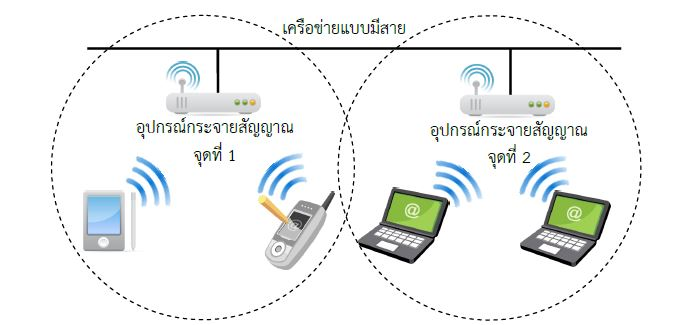 เครือข่ายแบบมีสาย
อุปกรณ์กระจายสัญญาณ
จุดที่ 1
อุปกรณ์กระจายสัญญาณ
จุดที่ 2
@
@
@